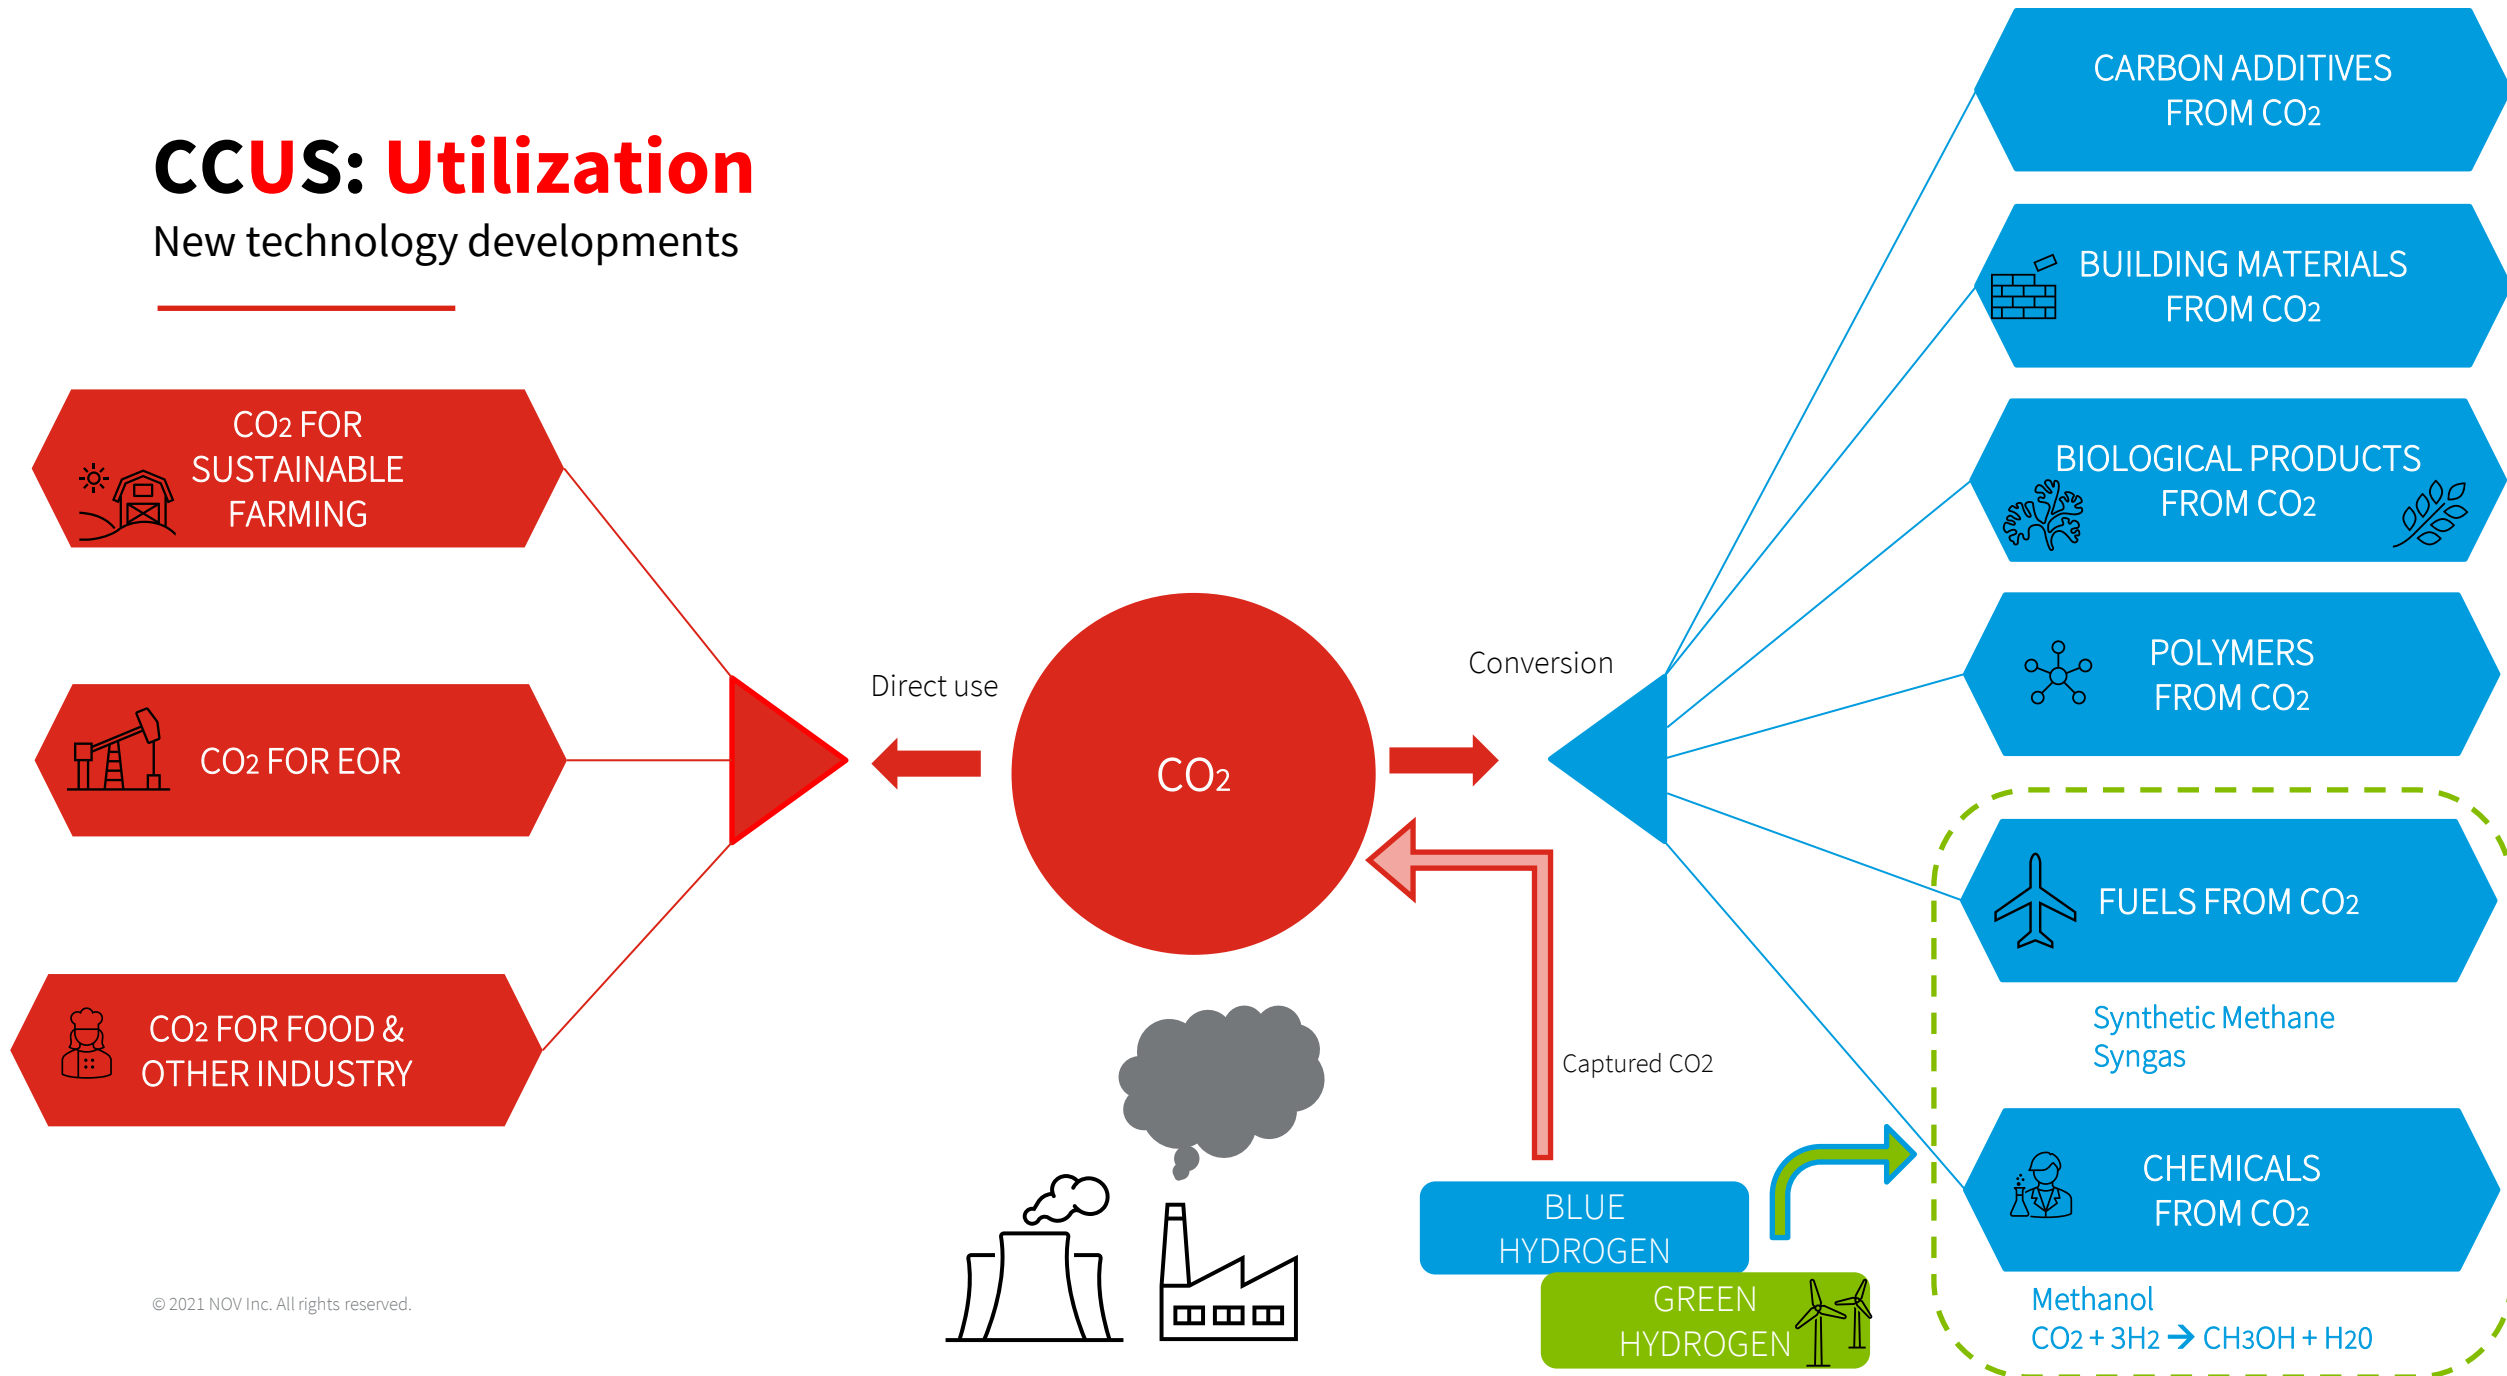 CCUS: Utilization
New technology developments
CO2 FOR
SUSTAINABLE
FARMING
CO2 FOR EOR
CO2 FOR FOOD &
OTHER INDUSTRY
Direct use
CO2
Conversion
Captured CO2
BLUE
HYDROGEN
GREEN
HYDROGEN
CARBON ADDITIVES
FROM CO2
BUILDING MATERIALS
FROM CO2
BIOLOGICAL PRODUCTS
FROM CO2
POLYMERS
FROM CO2
FUELS FROM CO2
Synthetic Methane
Syngas
CHEMICALS
FROM CO2
Methanol
CO2 + 3H2 → CH3OH + H20
© 2021 NOV Inc. All rights reserved.